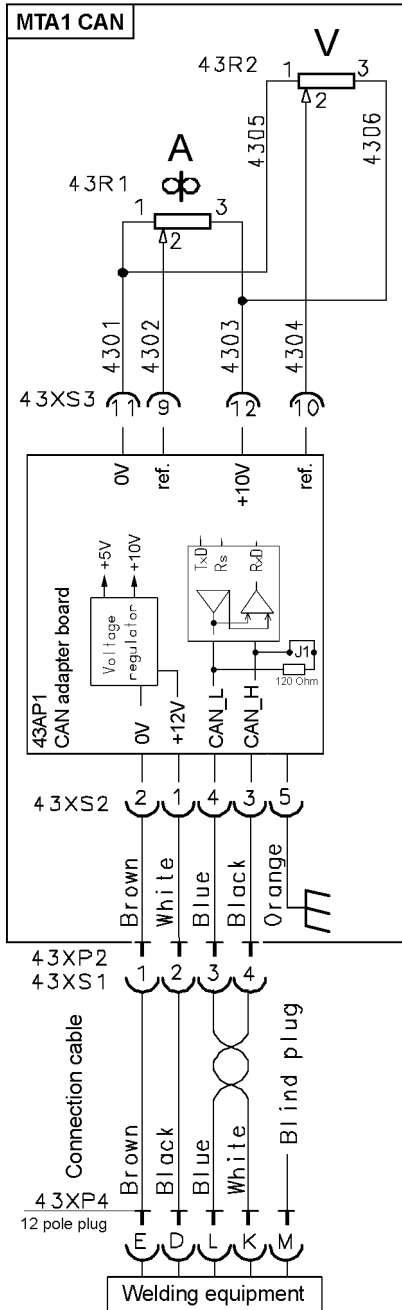 MTA1 CAN
V
43R2 1 3
2
4305 4306
A
43R1
1 3
2
4301 4302 4303 4304
43XS3 11 9 12 10
0V ref. +10V ref.
+5V +10V
Voltage regulator
TxD Rs RxD
J1
120 Ohm
43AP1
CAN adapter board
0V +12V CAN_L CAN_H
43XS2 2 1 4 3 5
Brown White Blue Black Orange
43XP2
43XS1 1 2 3 4
Connection cable
Brown Black Blue White Blind plug
43XP4
12 pole plug
E D L K M
Welding equipment